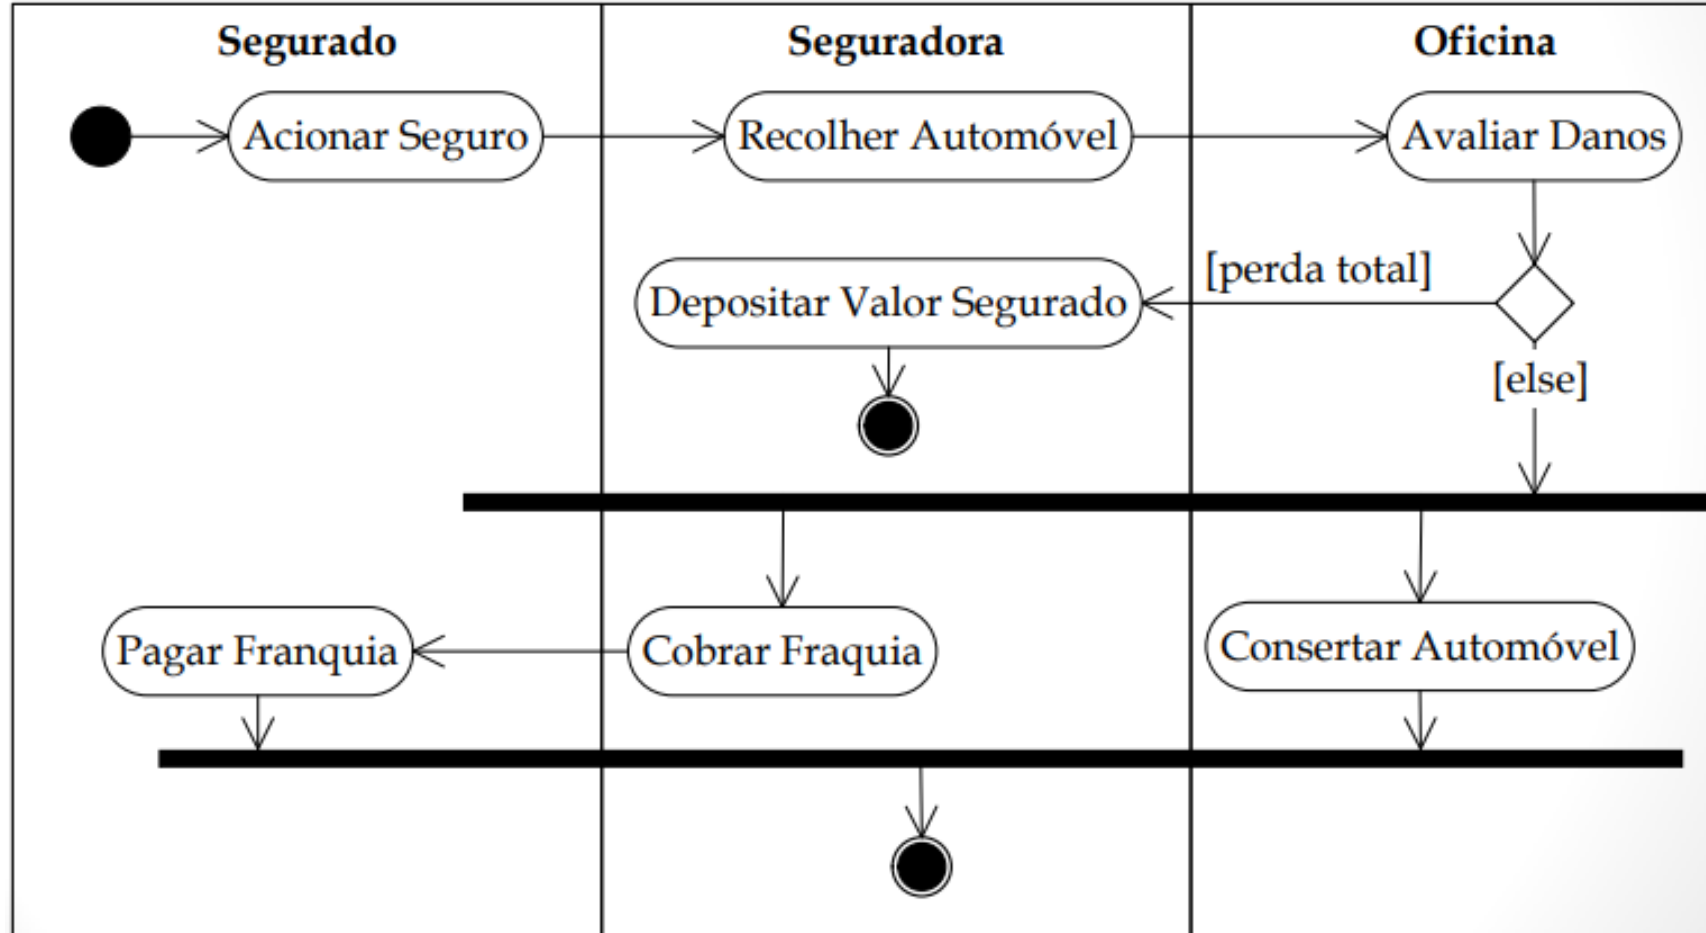 Segurado
Seguradora
Oficina
Acionar Seguro
Recolher Automóvel
Avaliar Danos
[perda total]
Depositar Valor Segurado
[else]
Pagar Franquia
Cobrar Fraquia
Consertar Automóvel